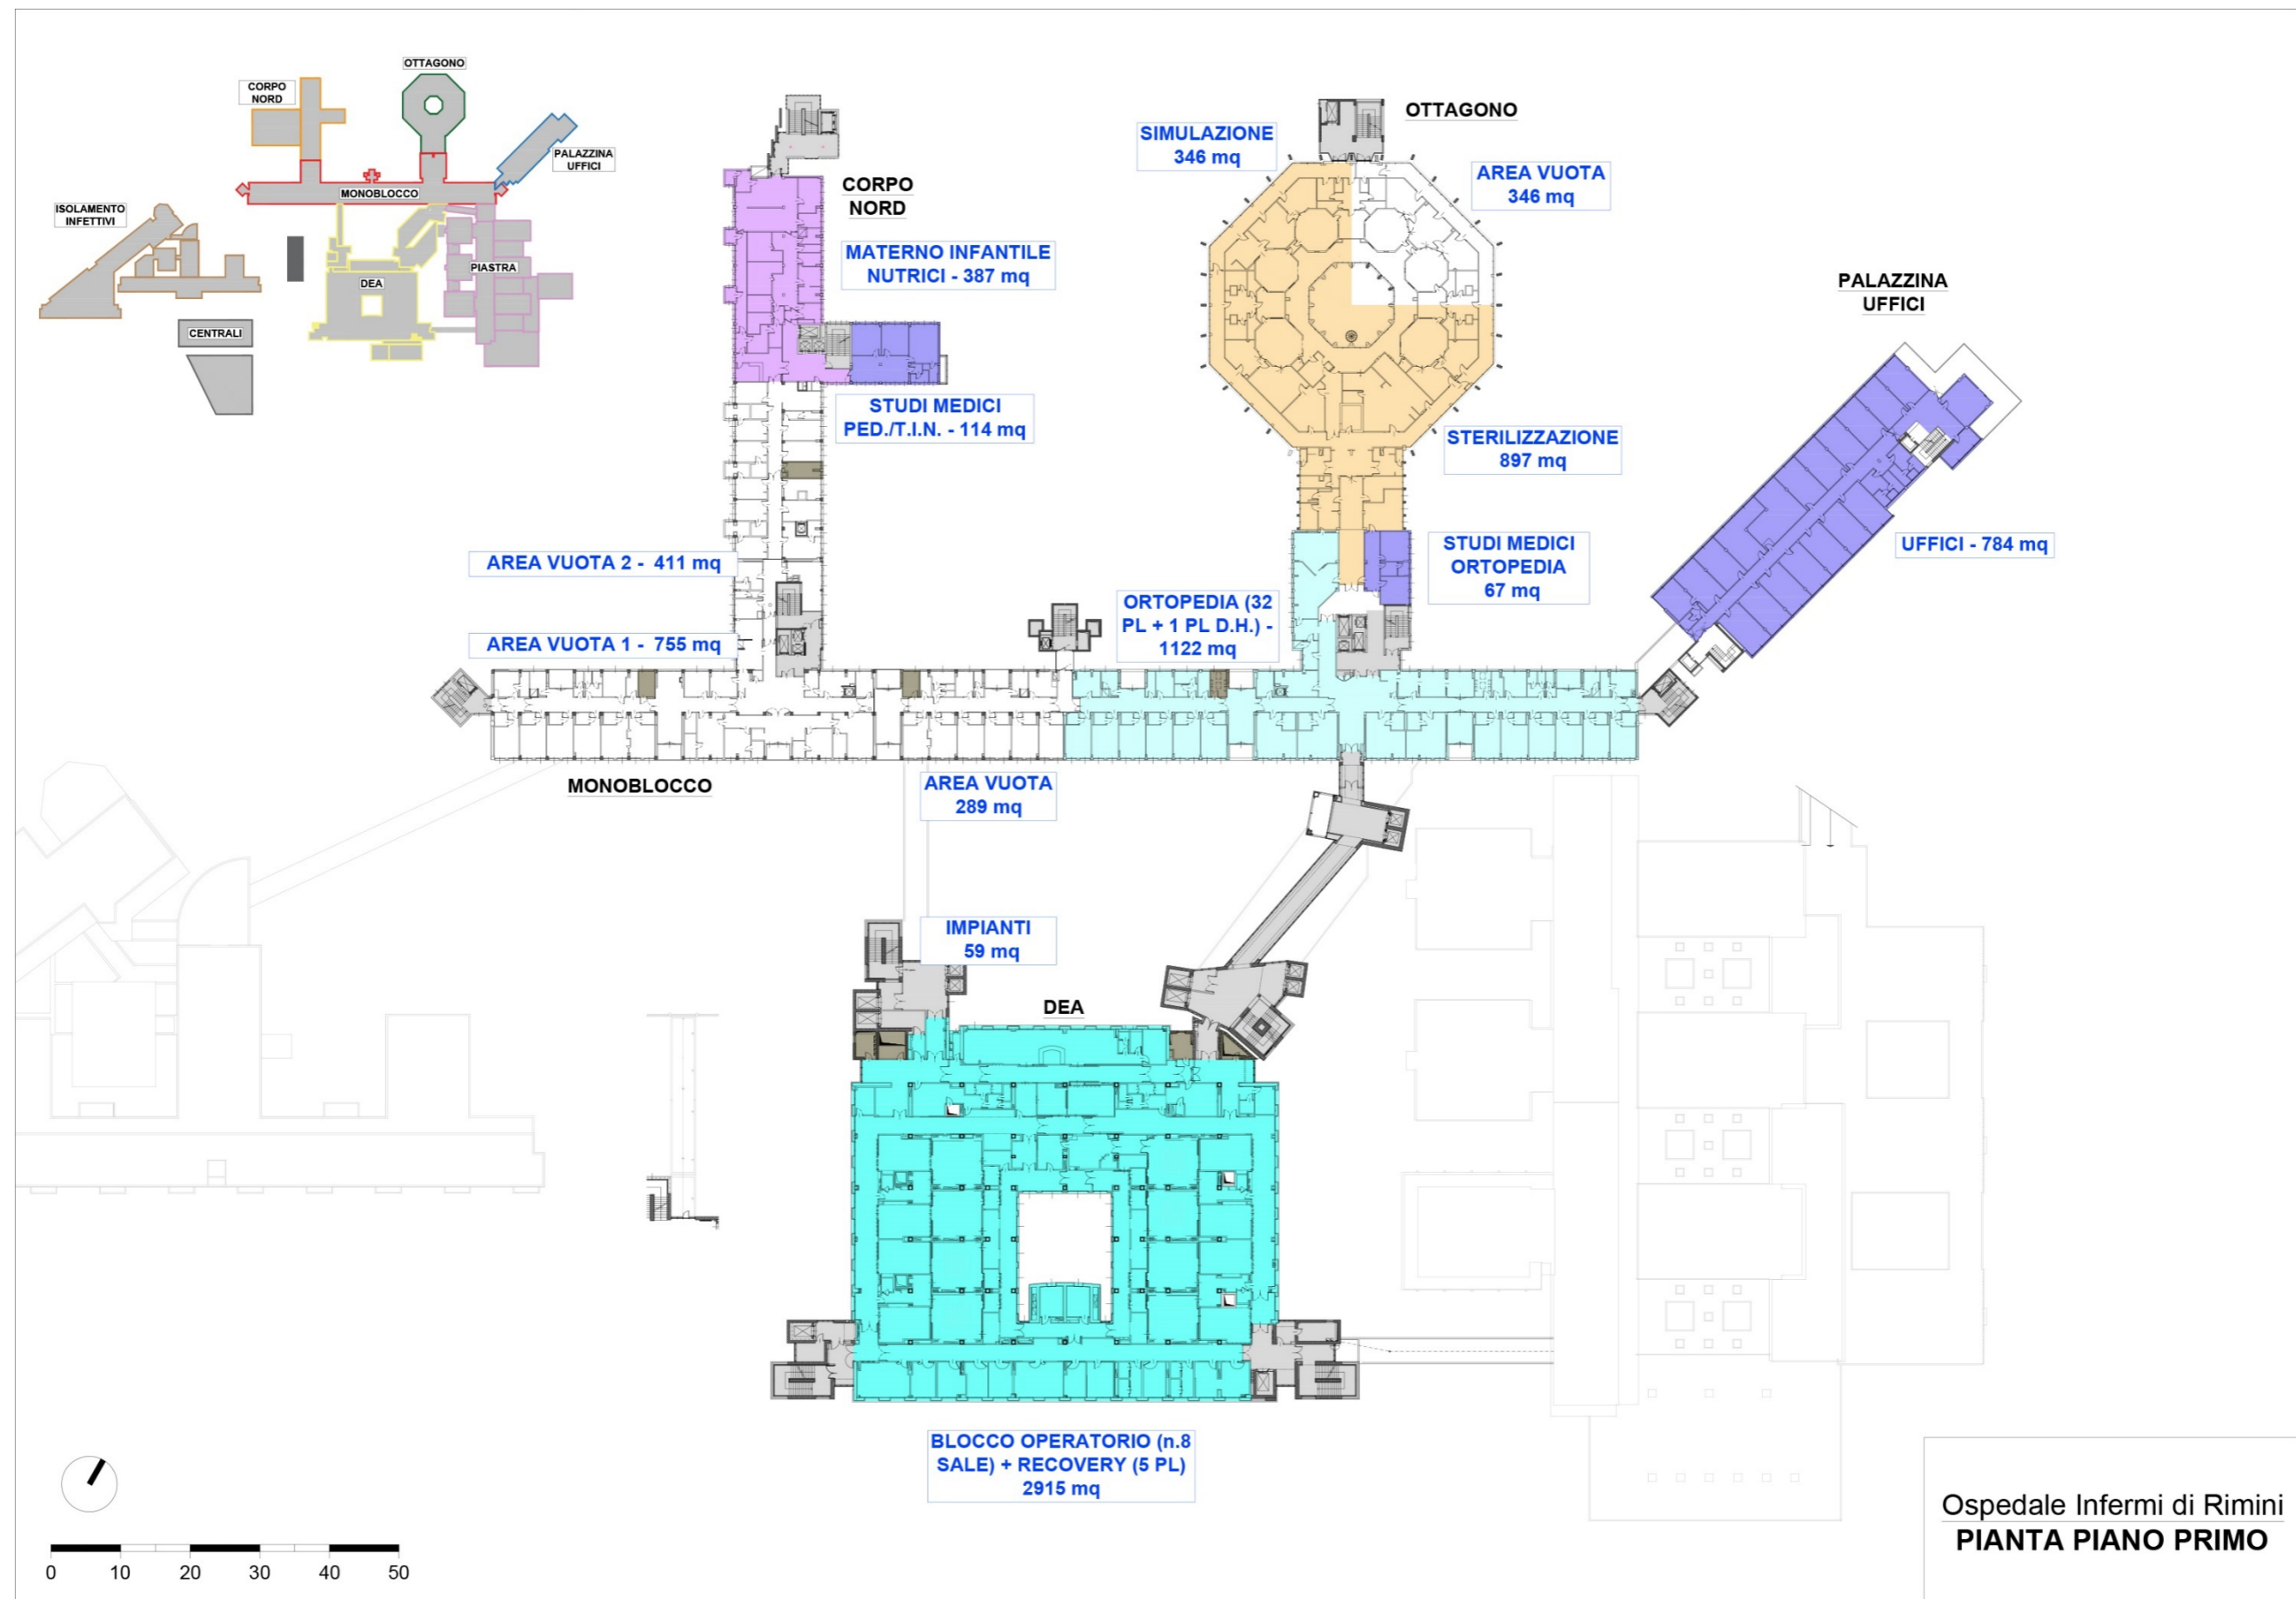 OTTAGONO
CORPO
NORD
PALAZZINA
UFFICI
MONOBLOCCO
ISOLAMENTO
INFETTIVI
PIASTRA
DEA
CENTRALI
OTTAGONO
SIMULAZIONE
346 mq
AREA VUOTA
346 mq
CORPO
NORD
MATERNO INFANTILE
NUTRICI - 387 mq
PALAZZINA
UFFICI
STUDI MEDICI
PED./T.I.N. - 114 mq
STERILIZZAZIONE
897 mq
AREA VUOTA 2 - 411 mq
STUDI MEDICI
ORTOPEDIA
67 mq
UFFICI - 784 mq
ORTOPEDIA (32
PL + 1 PL D.H.) -
1122 mq
AREA VUOTA 1 - 755 mq
MONOBLOCCO
AREA VUOTA
289 mq
IMPIANTI
59 mq
DEA
BLOCCO OPERATORIO (n.8
SALE) + RECOVERY (5 PL)
2915 mq
0 10 20 30 40 50
Ospedale Infermi di Rimini
PIANTA PIANO PRIMO